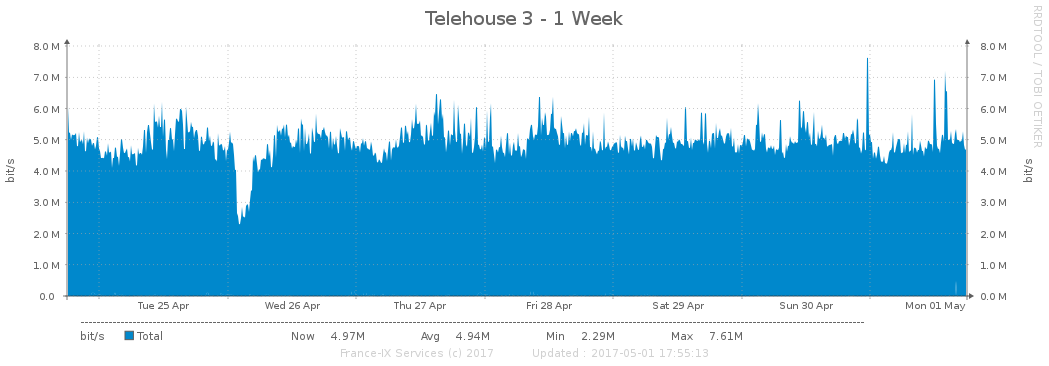 Telehouse 3 - 1 Week
RRDTOOL / TOBI OETIKER
bit/s
8.0 M
7.0 M
6.0 M
5.0 M
4.0 M
3.0 M
2.0 M
1.0 M
0.0
8.0 M
7.0 M
6.0 M
5.0 M
4.0 M
3.0 M
2.0 M
1.0 M
0.0 M
bit/s
Tue 25 Apr Wed 26 Apr Thu 27 Apr Fri 28 Apr Sat 29 Apr Sun 30 Apr Mon 01 May
bit/s Total Now 4.97M Avg 4.94M Min 2.29M Max 7.61M
France-IX Services (c) 2017 Updated : 2017-05-01 17:55:13